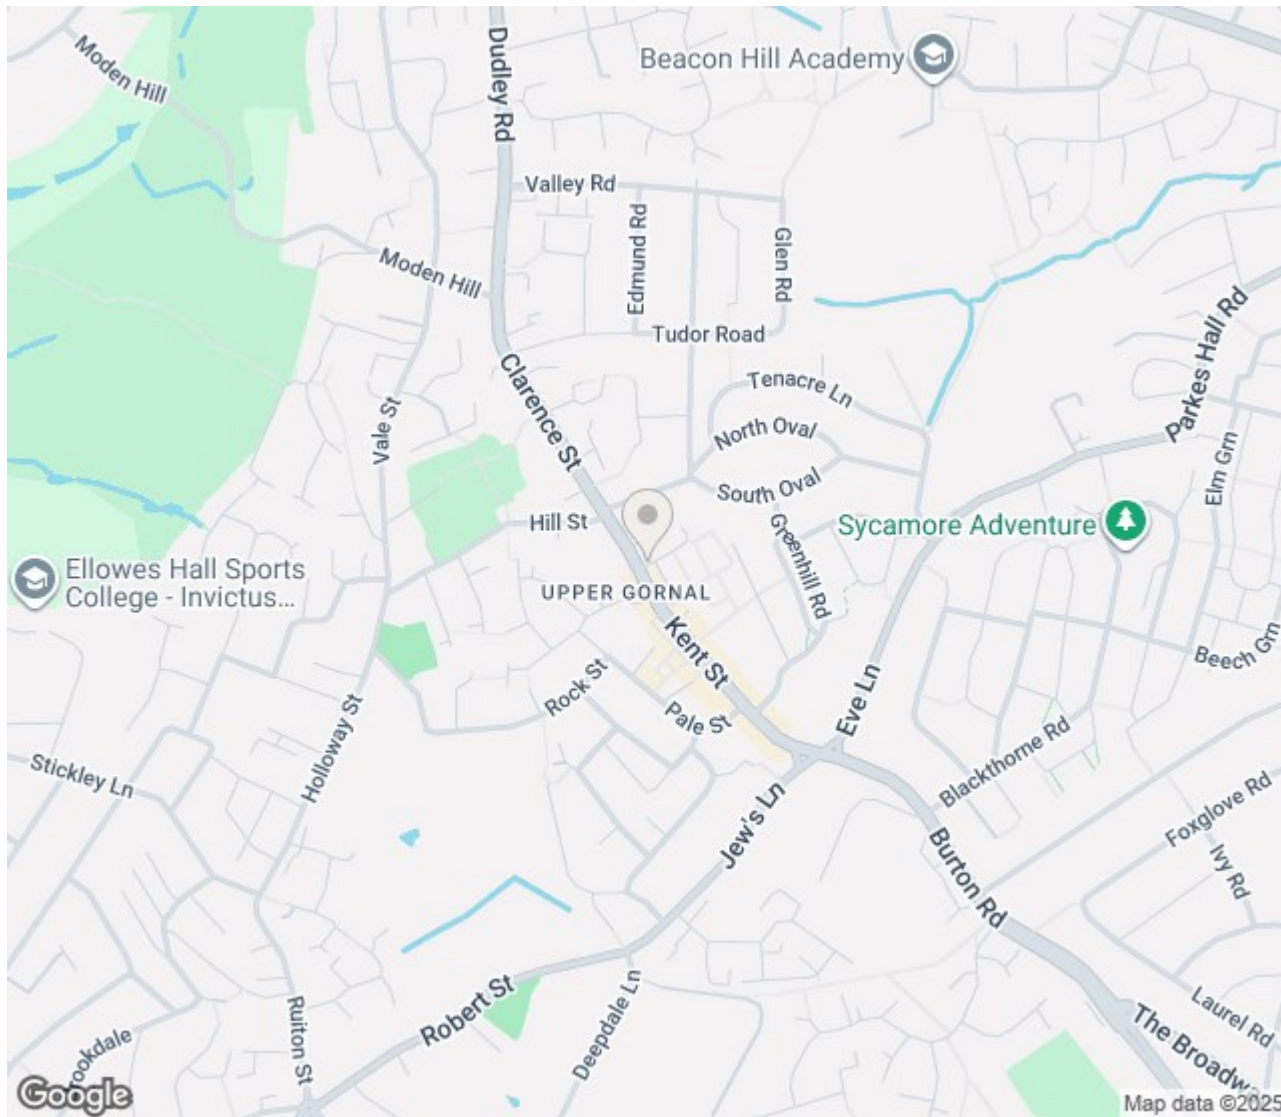 Moden Hill
Dudley Rd
Beacon Hill Academy
Valley Rd
Edmund Rd
Glen Rd
Moden Hill
Tudor Road
Parkes Hall Rd
Clarence St
Tenacre Ln
Vale St
North Oval
South Oval
Elm Grn
Hill St
Greenhill Rd
Sycamore Adventure
Ellowes Hall Sports
College - Invictus...
UPPER GORNAL
Kent St
Beech Grn
Rock St
Pale St
Eve Ln
Holloway St
Stickley Ln
Blackthorne Rd
Foxglove Rd
Jew's Ln
Burton Rd
Ivy Rd
Robert St
Deepdale Ln
Ruiton St
Laurel Rd
The Broadwa
rookdale
Google
Map data ©2025